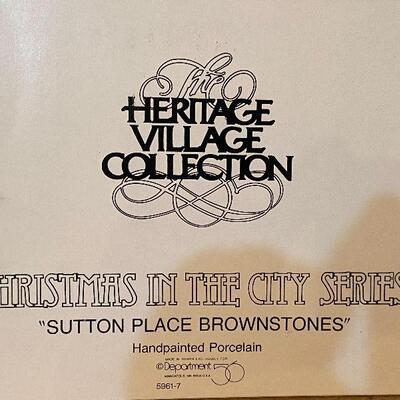 The
HERITAGE
VILLAGE
COLLECTION
CHRISTMAS IN THE CITY SERIES
"SUTTON PLACE BROWNSTONES"
Handpainted Porcelain
©Department 56
5961-7